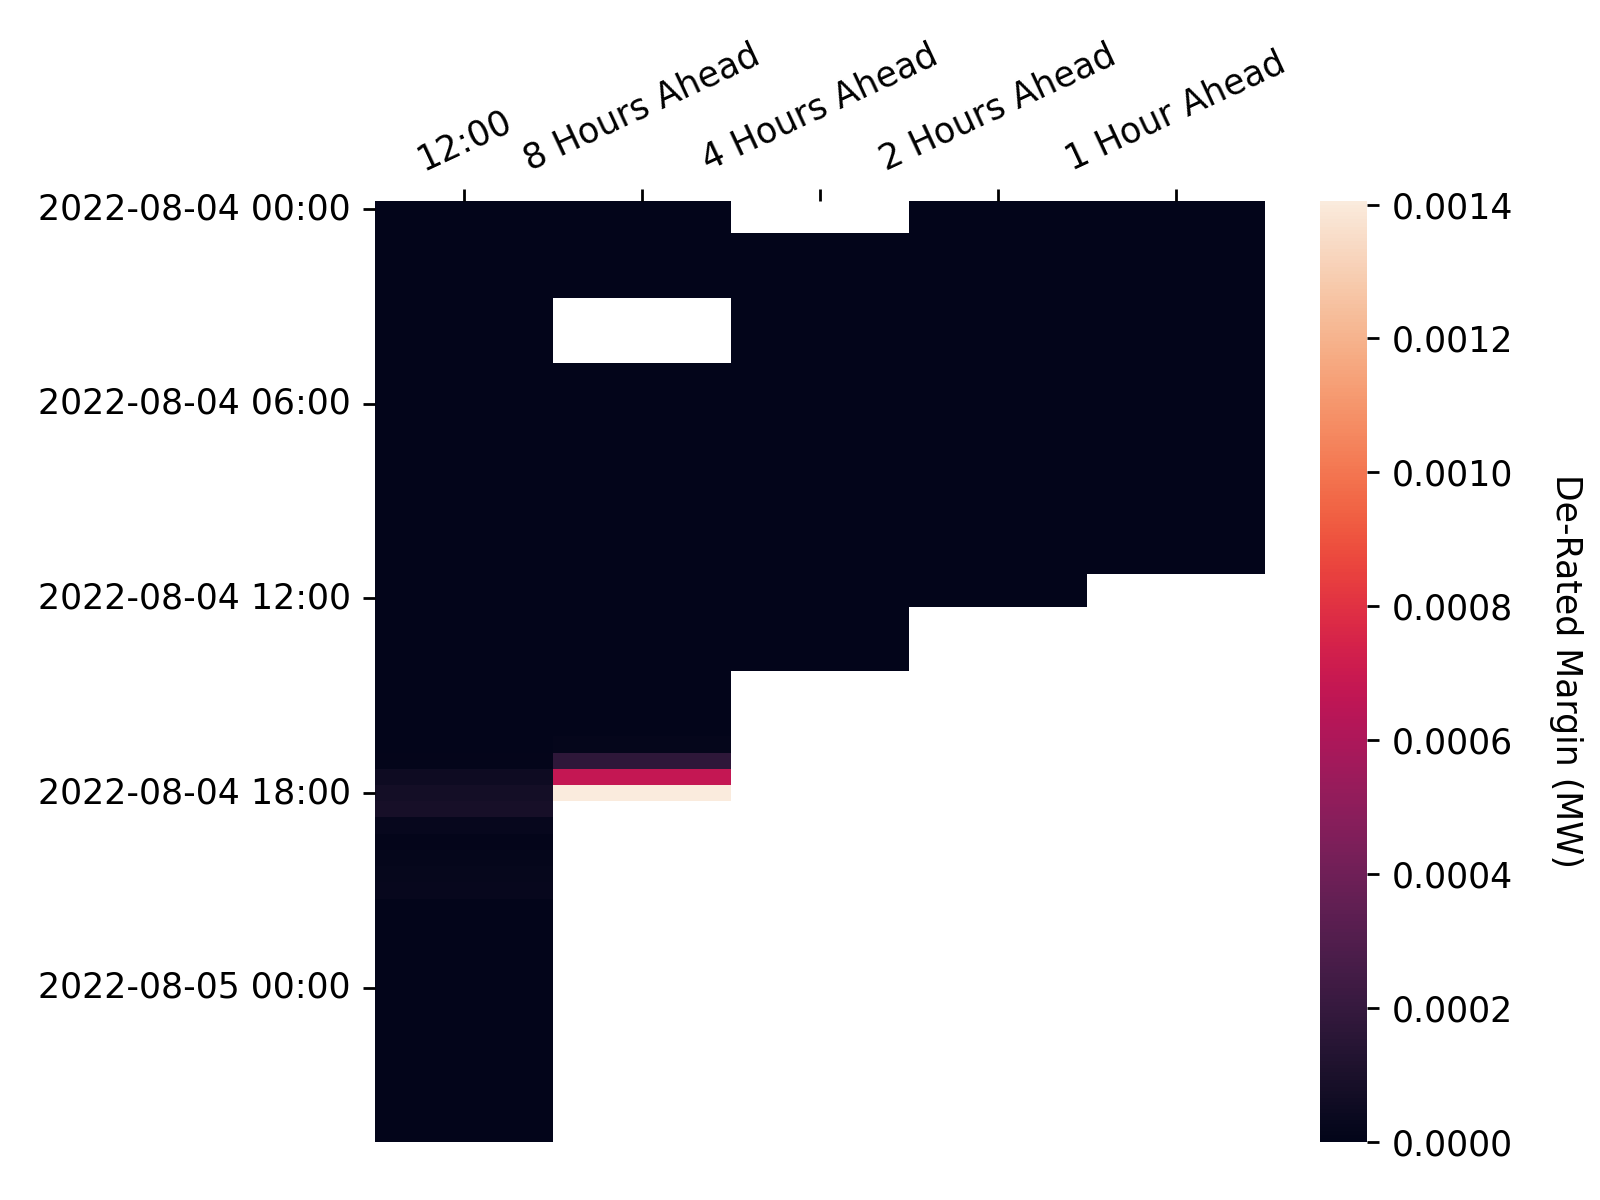 12:00
8 Hours Ahead
4 Hours Ahead
2 Hours Ahead
1 Hour Ahead
2022-08-04 00:00
2022-08-04 06:00
2022-08-04 12:00
2022-08-04 18:00
2022-08-05 00:00
0.0014
0.0012
0.0010
0.0008
0.0006
0.0004
0.0002
0.0000
De-Rated Margin (MW)